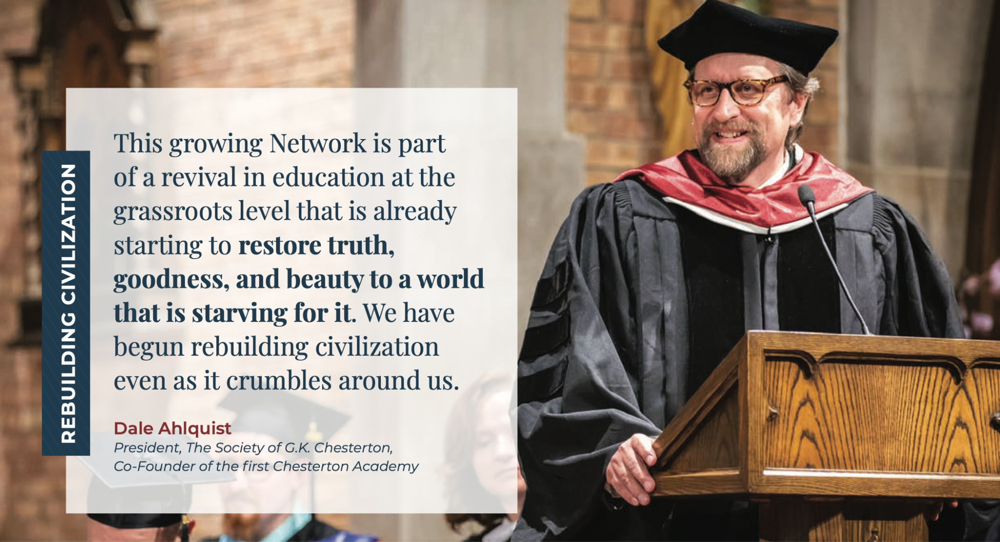 REBUILDING CIVILIZATION
This growing Network is part
of a revival in education at the
grassroots level that is already
starting to restore truth,
goodness, and beauty to a world
that is starving for it. We have
begun rebuilding civilization
even as it crumbles around us.
Dale Ahlquist
President, The Society of G.K. Chesterton,
Co-Founder of the first Chesterton Academy